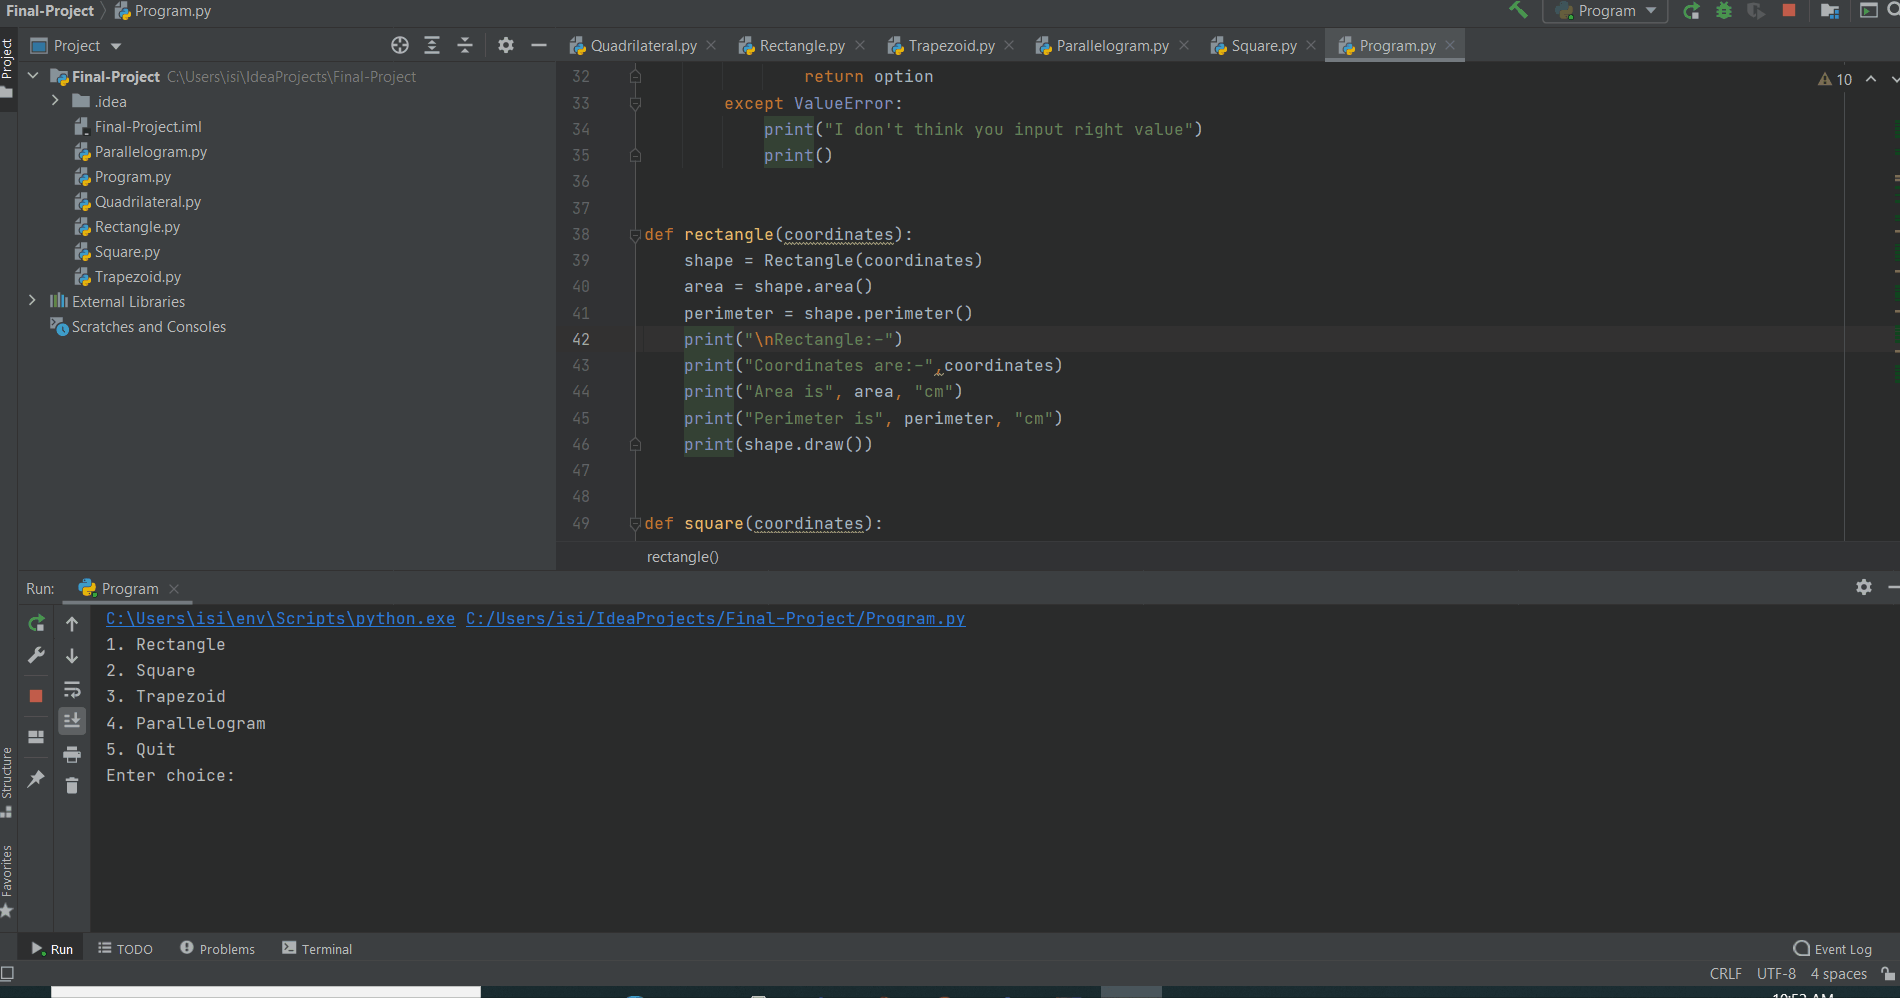 Final-Project Program.py
Program
Project
Project
Quadrilateral.py
Rectangle.py
Trapezoid.py
Parallelogram.py
Square.py
Program.py
Final-Project C:\Users\isi\IdeaProjects\Final-Project
.idea
Final-Project.iml
Parallelogram.py
Program.py
Quadrilateral.py
Rectangle.py
Square.py
Trapezoid.py
External Libraries
Scratches and Consoles
10
32 return option
33 except ValueError:
34 print("I don't think you input right value")
35 print()
36
37
38 def rectangle(coordinates):
39 shape = Rectangle(coordinates)
40 area = shape.area()
41 perimeter = shape.perimeter()
42 print("\nRectangle:-")
43 print("Coordinates are:-",coordinates)
44 print("Area is", area, "cm")
45 print("Perimeter is", perimeter, "cm")
46 print(shape.draw())
47
48
49 def square(coordinates):
rectangle()
Run: Program
C:\Users\isi\env\Scripts\python.exe C:/Users/isi/IdeaProjects/Final-Project/Program.py
1. Rectangle
2. Square
3. Trapezoid
4. Parallelogram
5. Quit
Enter choice:
Structure
Favorites
Run TODO Problems Terminal Event Log
CRLF UTF-8 4 spaces